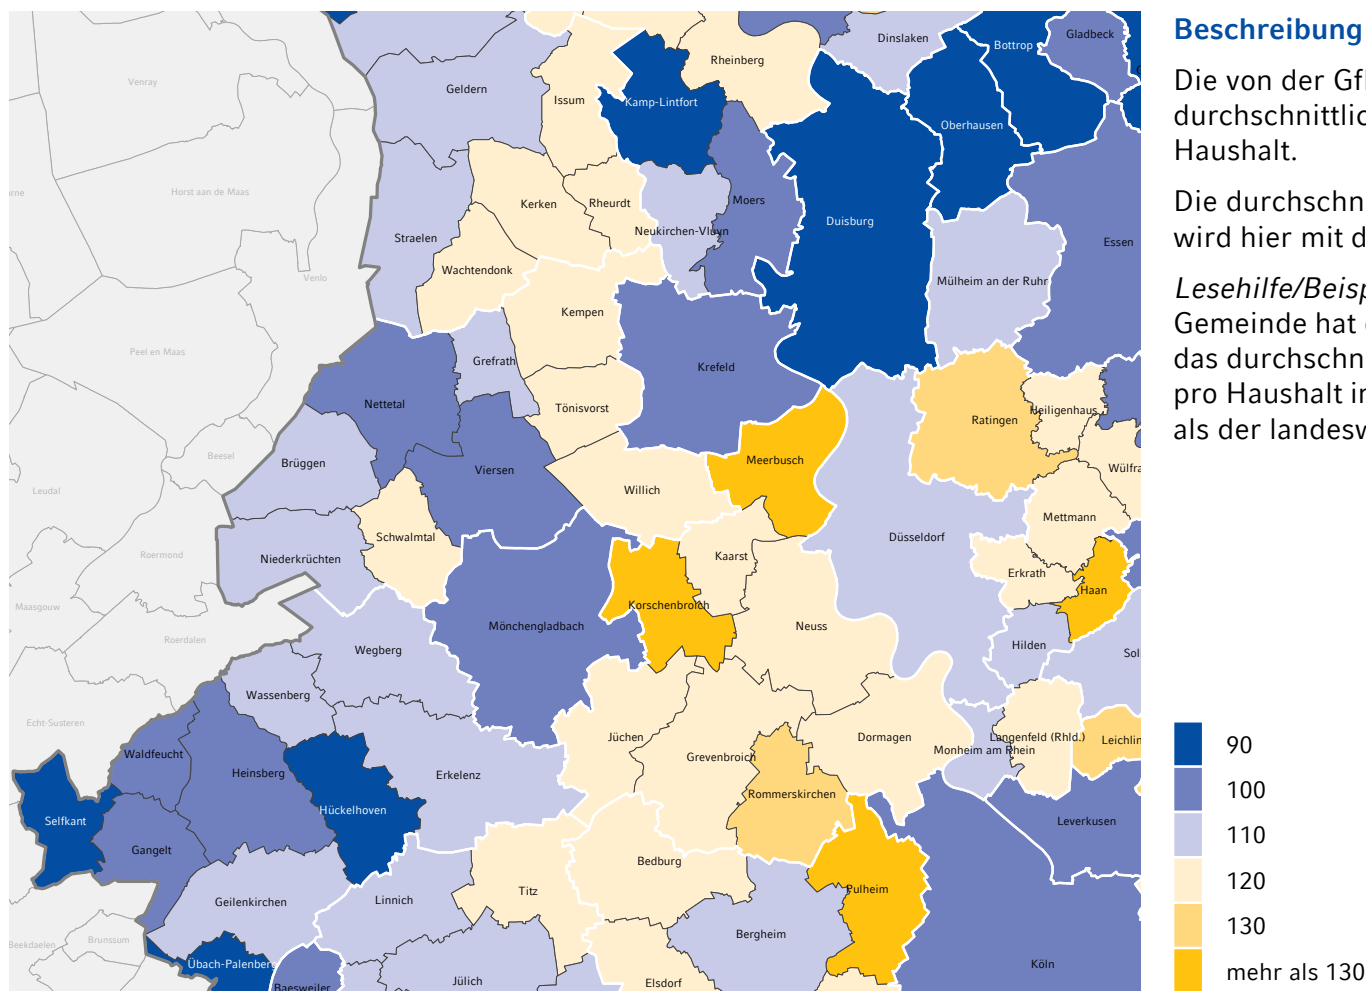 Beschreibung
Die von der Gf
durchschnittlic
Haushalt.
Die durchschn
wird hier mit d
Lesehilfe/Beisp
Gemeinde hat
das durchschn
pro Haushalt in
als der landesw
90
100
110
120
130
mehr als 130
Venray
Geldern
Issum
Kamp-Lintfort
Rheinberg
Dinslaken
Bottrop
Gladbeck
Oberhausen
Horst aan de Maas
Straelen
Kerken
Rheurdt
Neukirchen-Vluyn
Moers
Duisburg
Essen
Venlo
Wachtendonk
Mülheim an der Ruhr
Kempen
Peel en Maas
Grefrath
Krefeld
Nettetal
Tönisvorst
Ratingen
Heiligenhaus
Beesel
Brüggen
Viersen
Willich
Meerbusch
Wülfra
Leudal
Mettmann
Roermond
Niederkrüchten
Schwalmtal
Kaarst
Düsseldorf
Erkrath
Haan
Maasgouw
Korschenbroich
Roerdalen
Mönchengladbach
Neuss
Wegberg
Hilden
Sol
Wassenberg
Echt-Susteren
Waldfeucht
Heinsberg
Jüchen
Grevenbroich
Dormagen
Langenfeld (Rhld.)
Monheim am Rhein
Leichlin
Erkelenz
Rommerskirchen
Hückelhoven
Selfkant
Gangelt
Leverkusen
Bedburg
Titz
Pulheim
Geilenkirchen
Linnich
Bergheim
Beekdaelen
Brunssum
Übach-Palenberg
Baesweiler
Jülich
Elsdorf
Köln